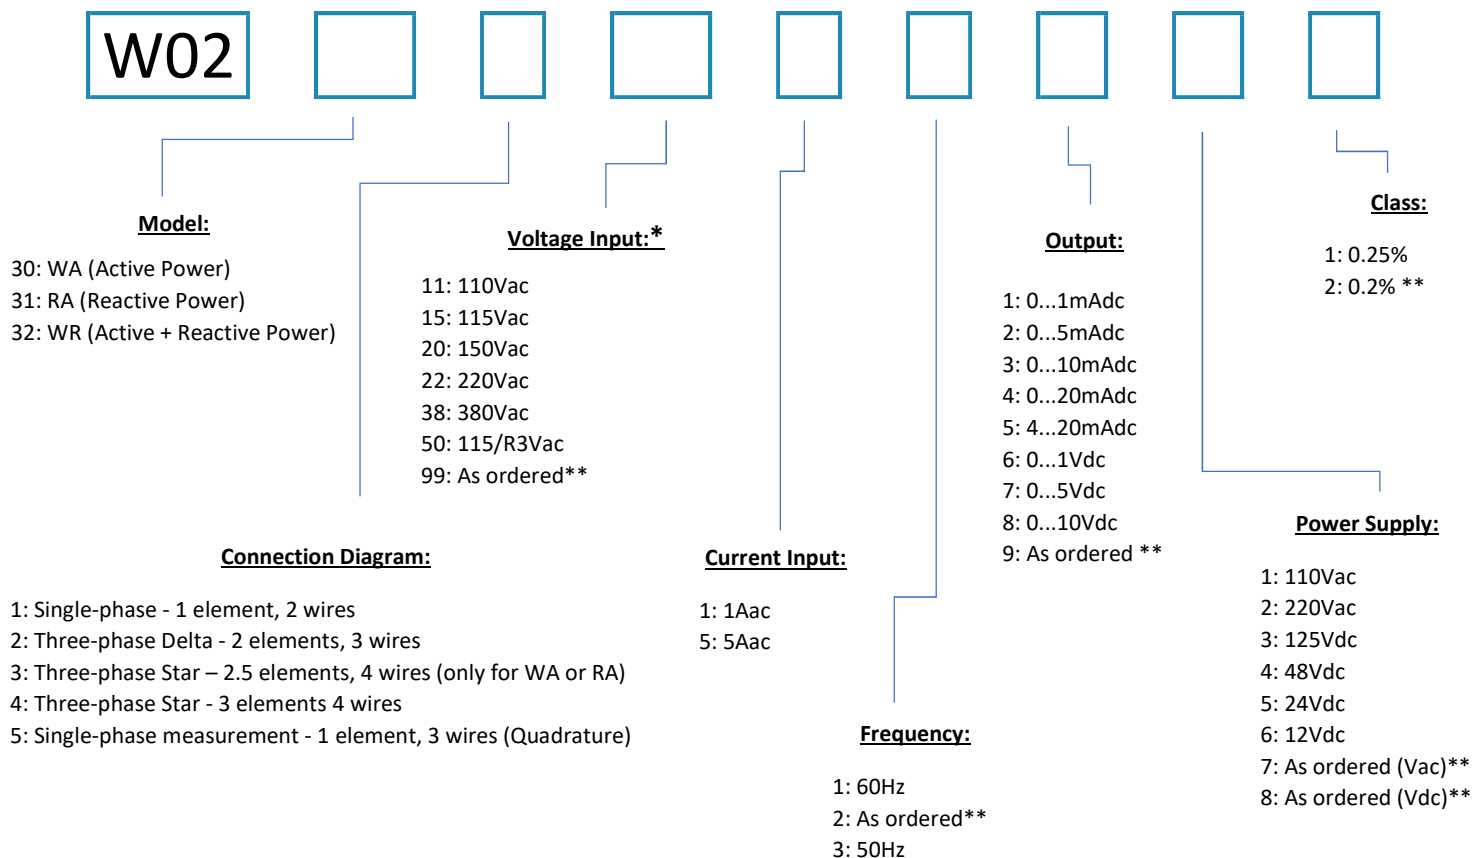 W02
Model:
30: WA (Active Power)
31: RA (Reactive Power)
32: WR (Active + Reactive Power)
Connection Diagram:
1: Single-phase - 1 element, 2 wires
2: Three-phase Delta - 2 elements, 3 wires
3: Three-phase Star – 2.5 elements, 4 wires (only for WA or RA)
4: Three-phase Star - 3 elements 4 wires
5: Single-phase measurement - 1 element, 3 wires (Quadrature)
Voltage Input:*
11: 110Vac
15: 115Vac
20: 150Vac
22: 220Vac
38: 380Vac
50: 115/R3Vac
99: As ordered**
Current Input:
1: 1Aac
5: 5Aac
Frequency:
1: 60Hz
2: As ordered**
3: 50Hz
Output:
1: 0...1mAdc
2: 0...5mAdc
3: 0...10mAdc
4: 0...20mAdc
5: 4...20mAdc
6: 0...1Vdc
7: 0...5Vdc
8: 0...10Vdc
9: As ordered **
Power Supply:
1: 110Vac
2: 220Vac
3: 125Vdc
4: 48Vdc
5: 24Vdc
6: 12Vdc
7: As ordered (Vac)**
8: As ordered (Vdc)**
Class:
1: 0.25%
2: 0.2% **